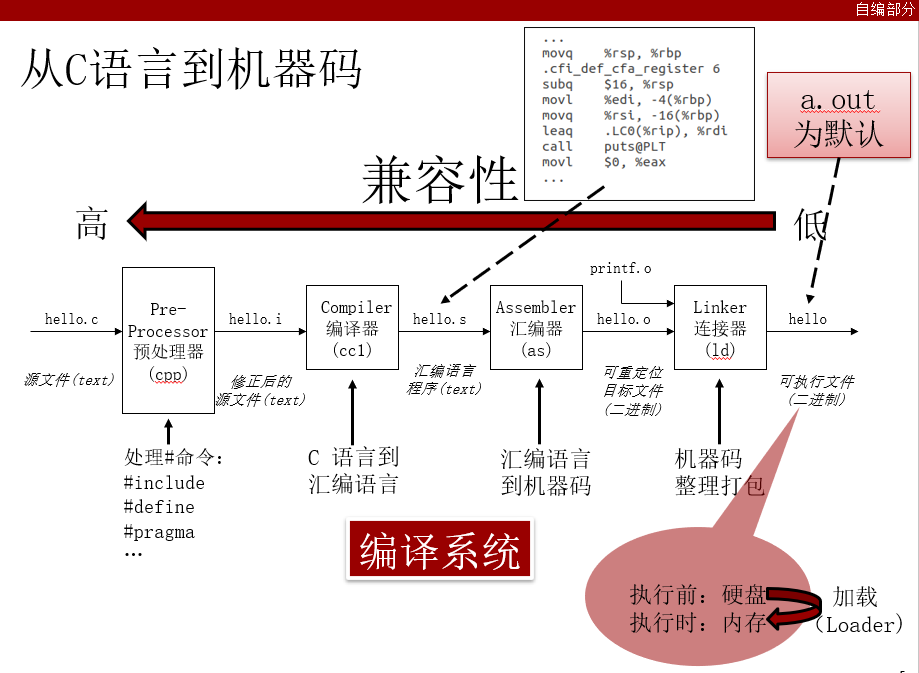 自编部分
从C语言到机器码
...
movq %rsp, %rbp
.cfi_def_cfa_register 6
subq $16, %rsp
movl %edi, -4(%rbp)
movq %rsi, -16(%rbp)
leaq .LC0(%rip), %rdi
call puts@PLT
movl $0, %eax
...
a.out
为默认
兼容性
高
低
printf.o
hello.c
Pre-
Processor
预处理器
(cpp)
hello.i
Compiler
编译器
(cc1)
hello.s
Assembler
汇编器
(as)
hello.o
Linker
连接器
(ld)
hello
源文件(text)
修正后的
源文件(text)
汇编语言
程序(text)
可重定位
目标文件
(二进制)
可执行文件
(二进制)
处理#命令:
#include
#define
#pragma
…
C 语言到
汇编语言
汇编语言
到机器码
机器码
整理打包
编译系统
执行前: 硬盘
执行时: 内存
加载
(Loader)